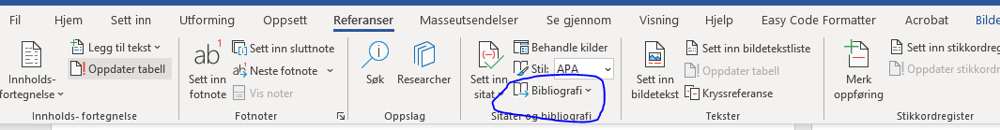 Fil Hjem Sett inn Utforming Oppsett Referanser Masseutsendelser Se gjennom Visning Hjelp Easy Code Formatter Acrobat Bilde
Innholds-
fortegnelse
Legg til tekst
Oppdater tabell
Innholds- fortegnelse
ab 1
Sett inn
fotnote
Sett inn sluttnote
Neste fotnote
Vis noter
Fotnoter
Søk
Researcher
Oppslag
Sett inn
sitat
Behandle kilder
Stil: APA
Bibliografi
Sitater og bibliografi
Sett inn
bildetekst
Sett inn bildetekstliste
Oppdater tabell
Kryssreferanse
Tekster
Merk
oppføring
Sett inn stikkordreg
Oppdater stikkordre
Stikkordregister